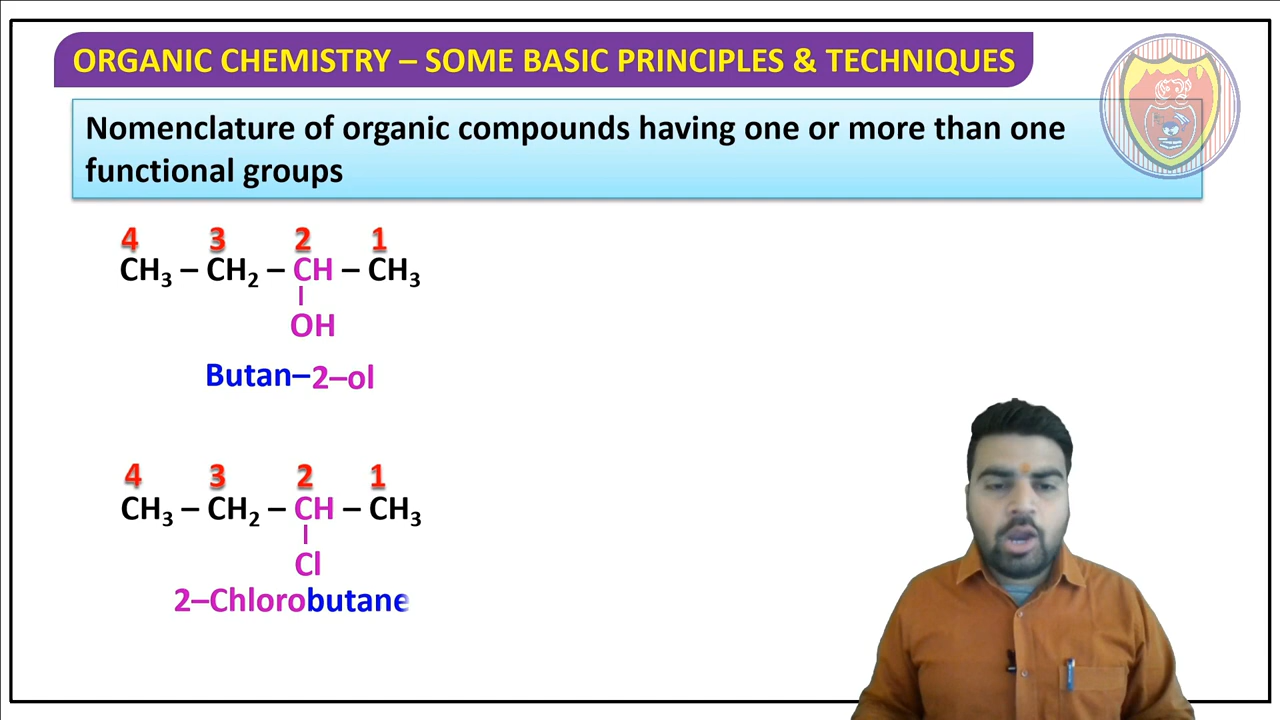 ORGANIC CHEMISTRY – SOME BASIC PRINCIPLES & TECHNIQUES
Nomenclature of organic compounds having one or more than one
functional groups
4 3 2 1
CH₃ – CH₂ – CH – CH₃
OH
Butan–2–ol
4 3 2 1
CH₃ – CH₂ – CH – CH₃
Cl
2–Chlorobutane